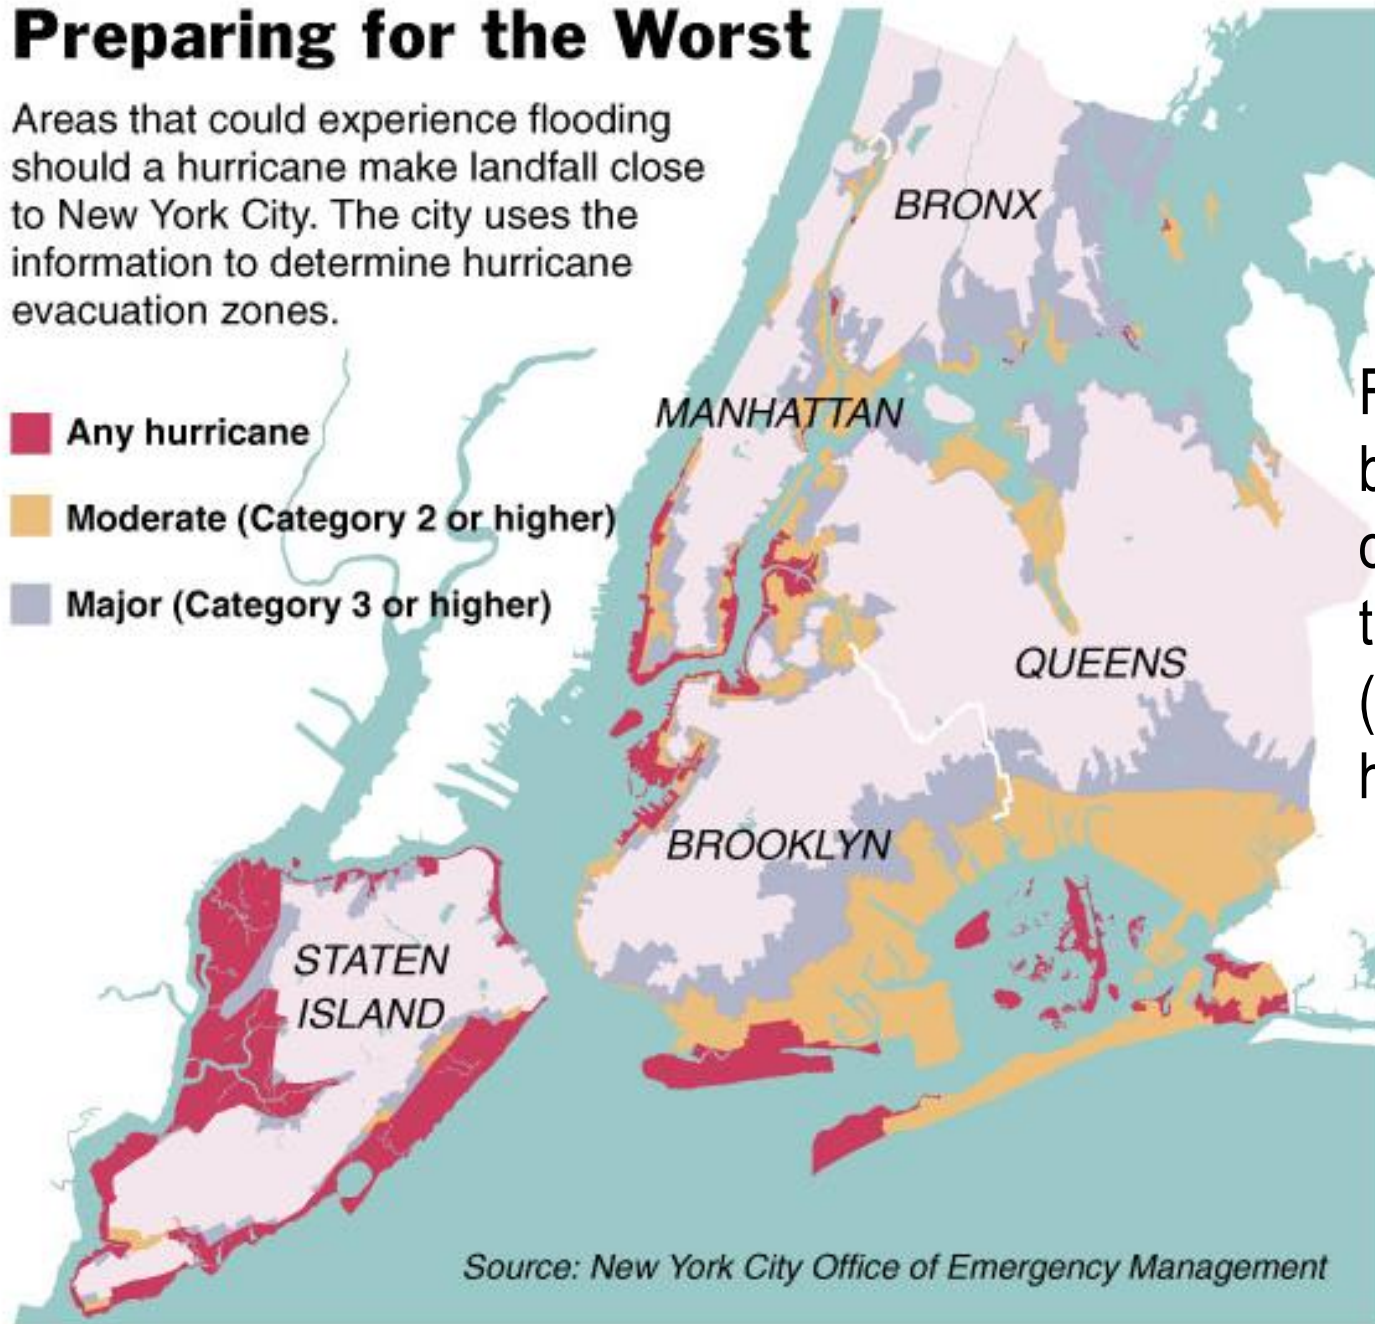 Preparing for the Worst
Areas that could experience flooding
should a hurricane make landfall close
to New York City. The city uses the
information to determine hurricane
evacuation zones.
Any hurricane
Moderate (Category 2 or higher)
Major (Category 3 or higher)
BRONX
MANHATTAN
QUEENS
BROOKLYN
STATEN
ISLAND
Source: New York City Office of Emergency Management